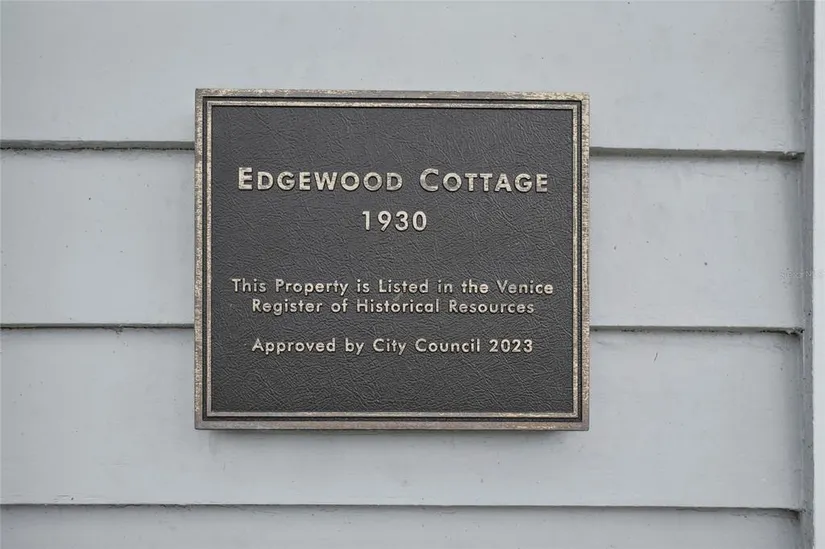 EDGEWOOD COTTAGE
1930
This Property is Listed in the Venice
Register of Historical Resources
Approved by City Council 2023